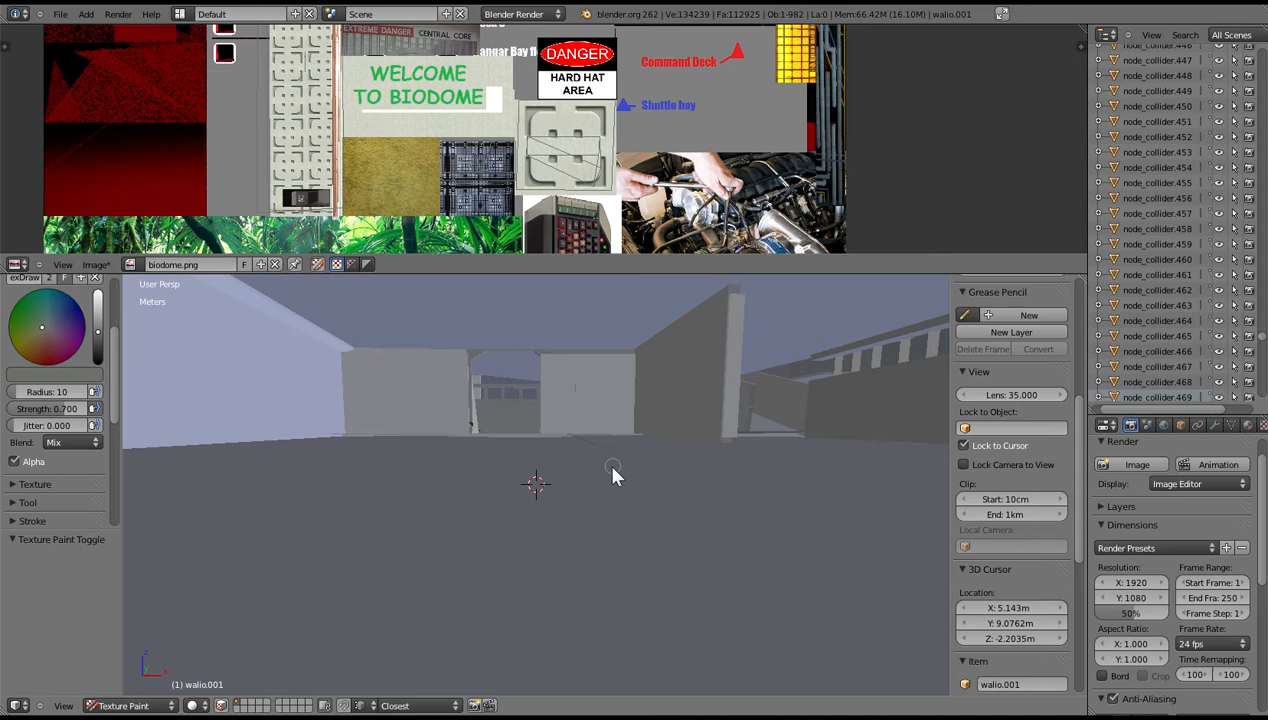 File Add Render Help Default Scene Blender Render blender.org 262 | Ve:134239 | Fa:112925 | Ob:1-982 | La:0 | Mem:66.42M (16.10M) | walio.001
View Search All Scenes
node_collider.446
node_collider.447
node_collider.448
node_collider.449
node_collider.450
node_collider.451
node_collider.452
node_collider.453
node_collider.454
node_collider.455
node_collider.456
node_collider.457
node_collider.458
node_collider.459
node_collider.460
node_collider.461
node_collider.462
node_collider.463
node_collider.464
node_collider.465
node_collider.466
node_collider.467
node_collider.468
node_collider.469
EXTREME DANGER CENTRAL CORE
WELCOME
TO BIODOME
DANGER
HARD HAT
AREA
Command Deck
Shuttle bay
View Image* biodome.png F
exDraw 2 F
Radius: 10
Strength: 0.700
Jitter: 0.000
Blend: Mix
Alpha
Texture
Tool
Stroke
Texture Paint Toggle
User Persp
Meters
(1) walio.001
Grease Pencil
New
New Layer
Delete Frame Convert
View
Lens: 35.000
Lock to Object:
Lock to Cursor
Lock Camera to View
Clip:
Start: 10cm
End: 1km
Local Camera:
3D Cursor
Location:
X: 5.143m
Y: 9.0762m
Z: -2.2035m
Item
walio.001
Render
Image Animation
Display: Image Editor
Layers
Dimensions
Render Presets
Resolution: Frame Range:
X: 1920 Start Frame: 1
Y: 1080 End Fra: 250
50% Frame Step: 1
Aspect Ratio: Frame Rate:
X: 1.000 24 fps
Y: 1.000 Time Remapping:
Bord Crop 100 100
Anti-Aliasing
View Texture Paint Closest